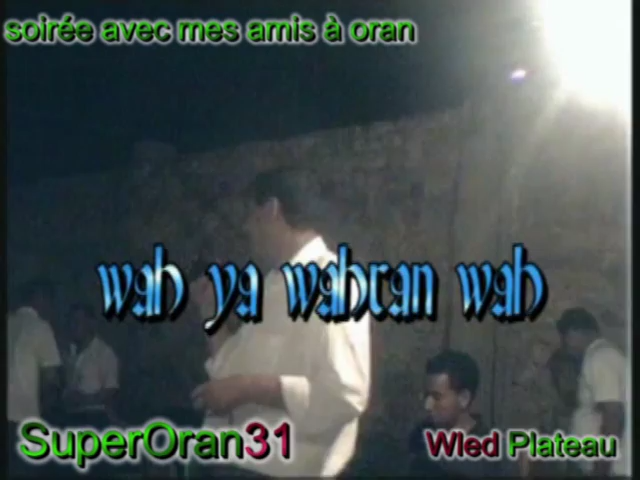 soirée avec mes amis à oran
wah ya wahran wah
SuperOran31
Wled Plateau